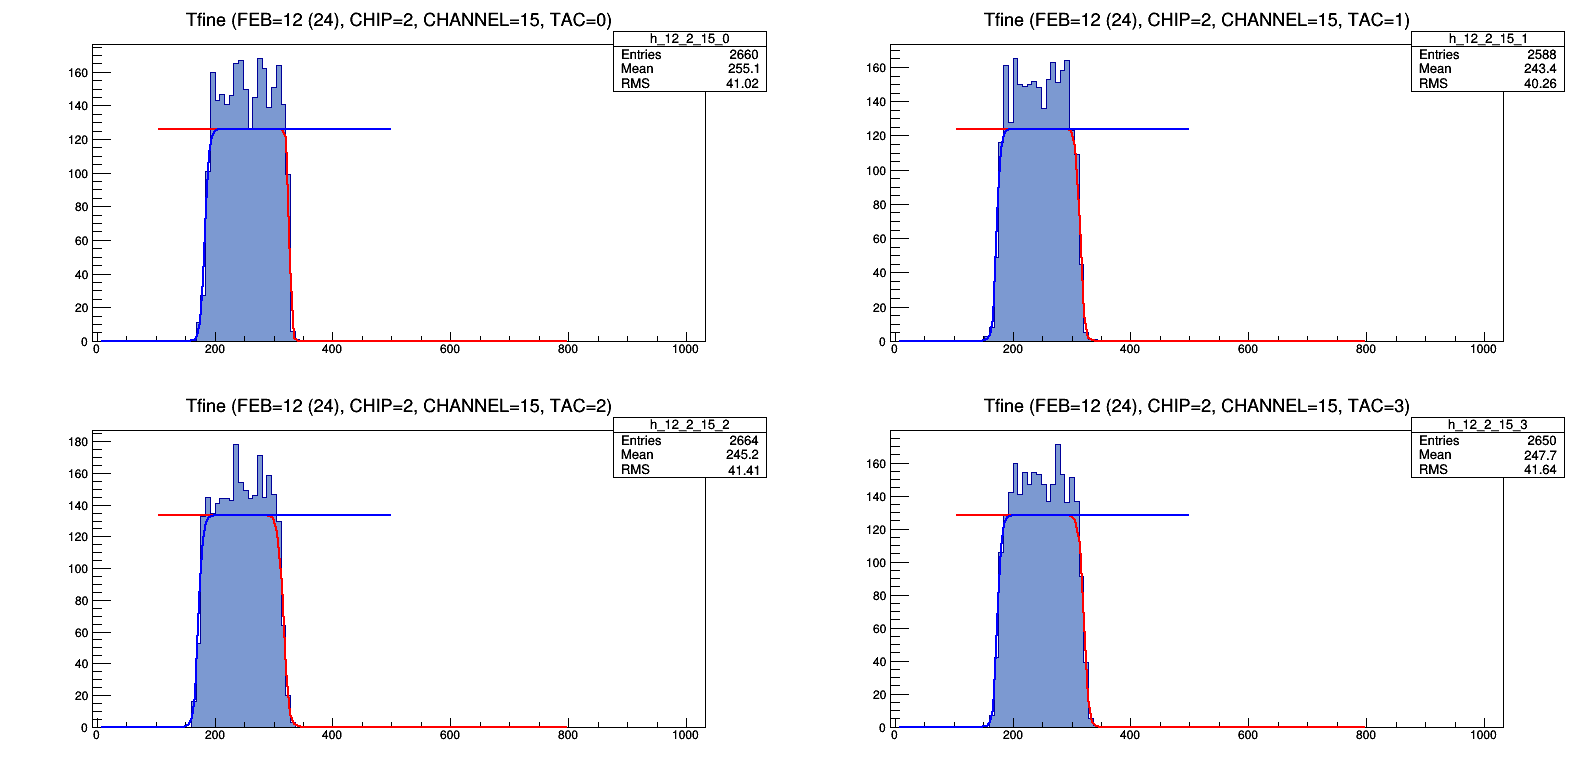 Tfine (FEB=12 (24), CHIP=2, CHANNEL=15, TAC=0)
h_12_2_15_0
Entries 2660
Mean 255.1
RMS 41.02
160
140
120
100
80
60
40
20
0
0 200 400 600 800 1000
Tfine (FEB=12 (24), CHIP=2, CHANNEL=15, TAC=1)
h_12_2_15_1
Entries 2588
Mean 243.4
RMS 40.26
160
140
120
100
80
60
40
20
0
0 200 400 600 800 1000
Tfine (FEB=12 (24), CHIP=2, CHANNEL=15, TAC=2)
h_12_2_15_2
Entries 2664
Mean 245.2
RMS 41.41
180
160
140
120
100
80
60
40
20
0
0 200 400 600 800 1000
Tfine (FEB=12 (24), CHIP=2, CHANNEL=15, TAC=3)
h_12_2_15_3
Entries 2650
Mean 247.7
RMS 41.64
160
140
120
100
80
60
40
20
0
0 200 400 600 800 1000